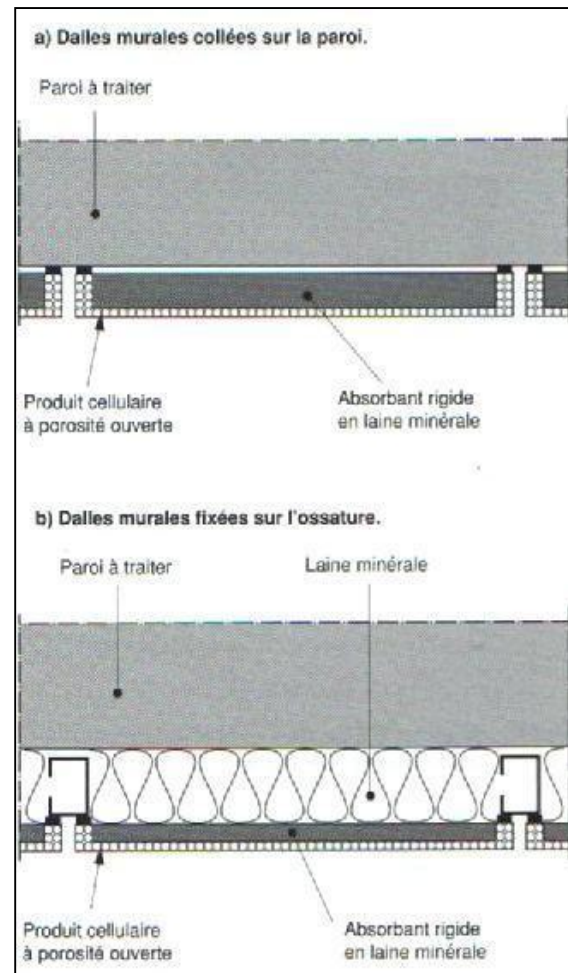 a) Dalles murales collées sur la paroi.
Paroi à traiter
Produit cellulaire
à porosité ouverte
Absorbant rigide
en laine minérale
b) Dalles murales fixées sur l'ossature.
Paroi à traiter
Laine minérale
Produit cellulaire
à porosité ouverte
Absorbant rigide
en laine minérale